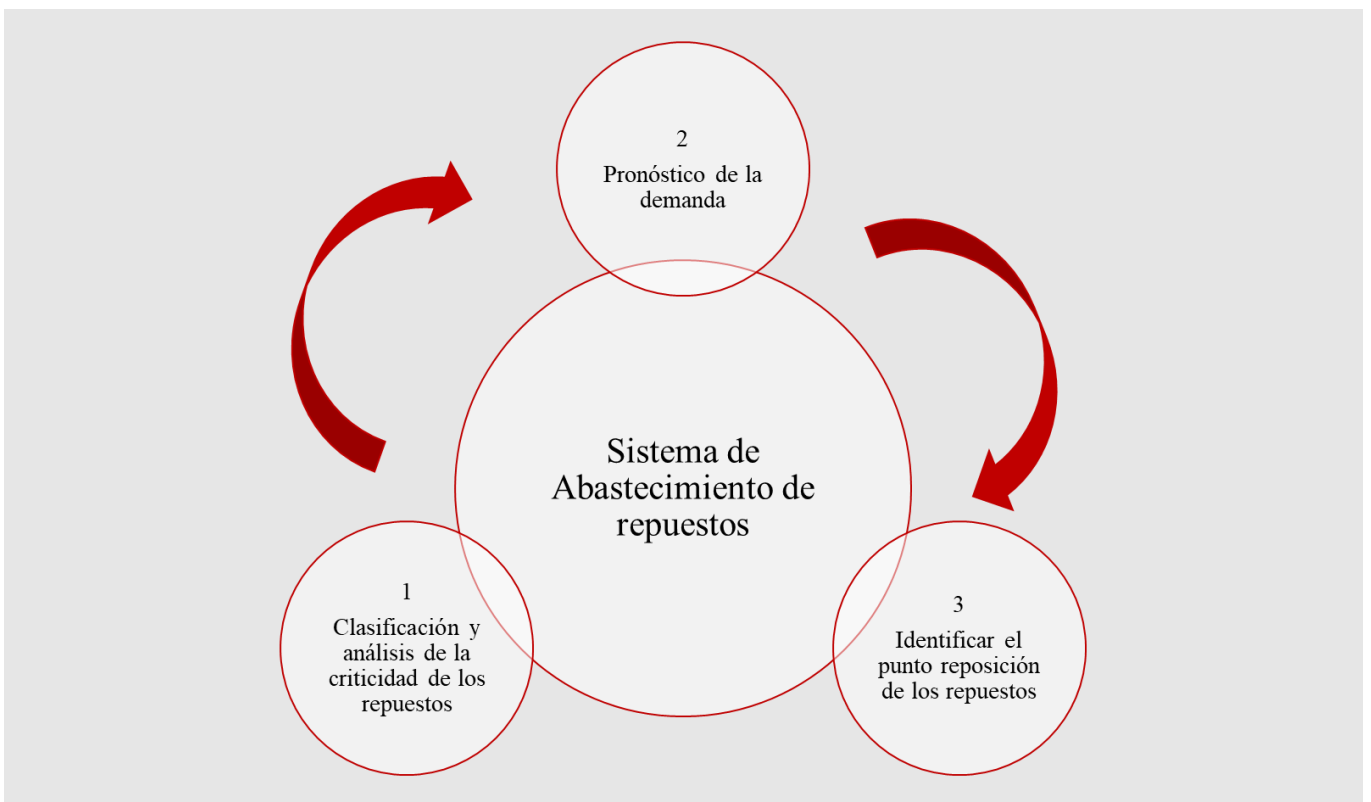 2
Pronóstico de la
demanda
Sistema de
Abastecimiento de
repuestos
1
Clasificación y
análisis de la
criticidad de los
repuestos
3
Identificar el
punto reposición
de los repuestos